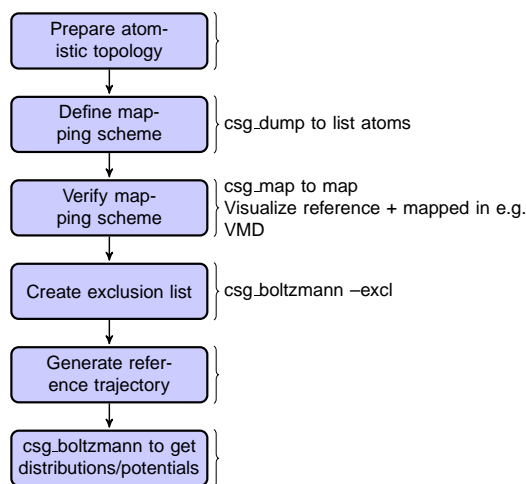 Prepare atom-
istic topology
Define map-
ping scheme
csg_dump to list atoms
Verify map-
ping scheme
csg_map to map
Visualize reference + mapped in e.g.
VMD
Create exclusion list
csg_boltzmann –excl
Generate refer-
ence trajectory
csg_boltzmann to get
distributions/potentials